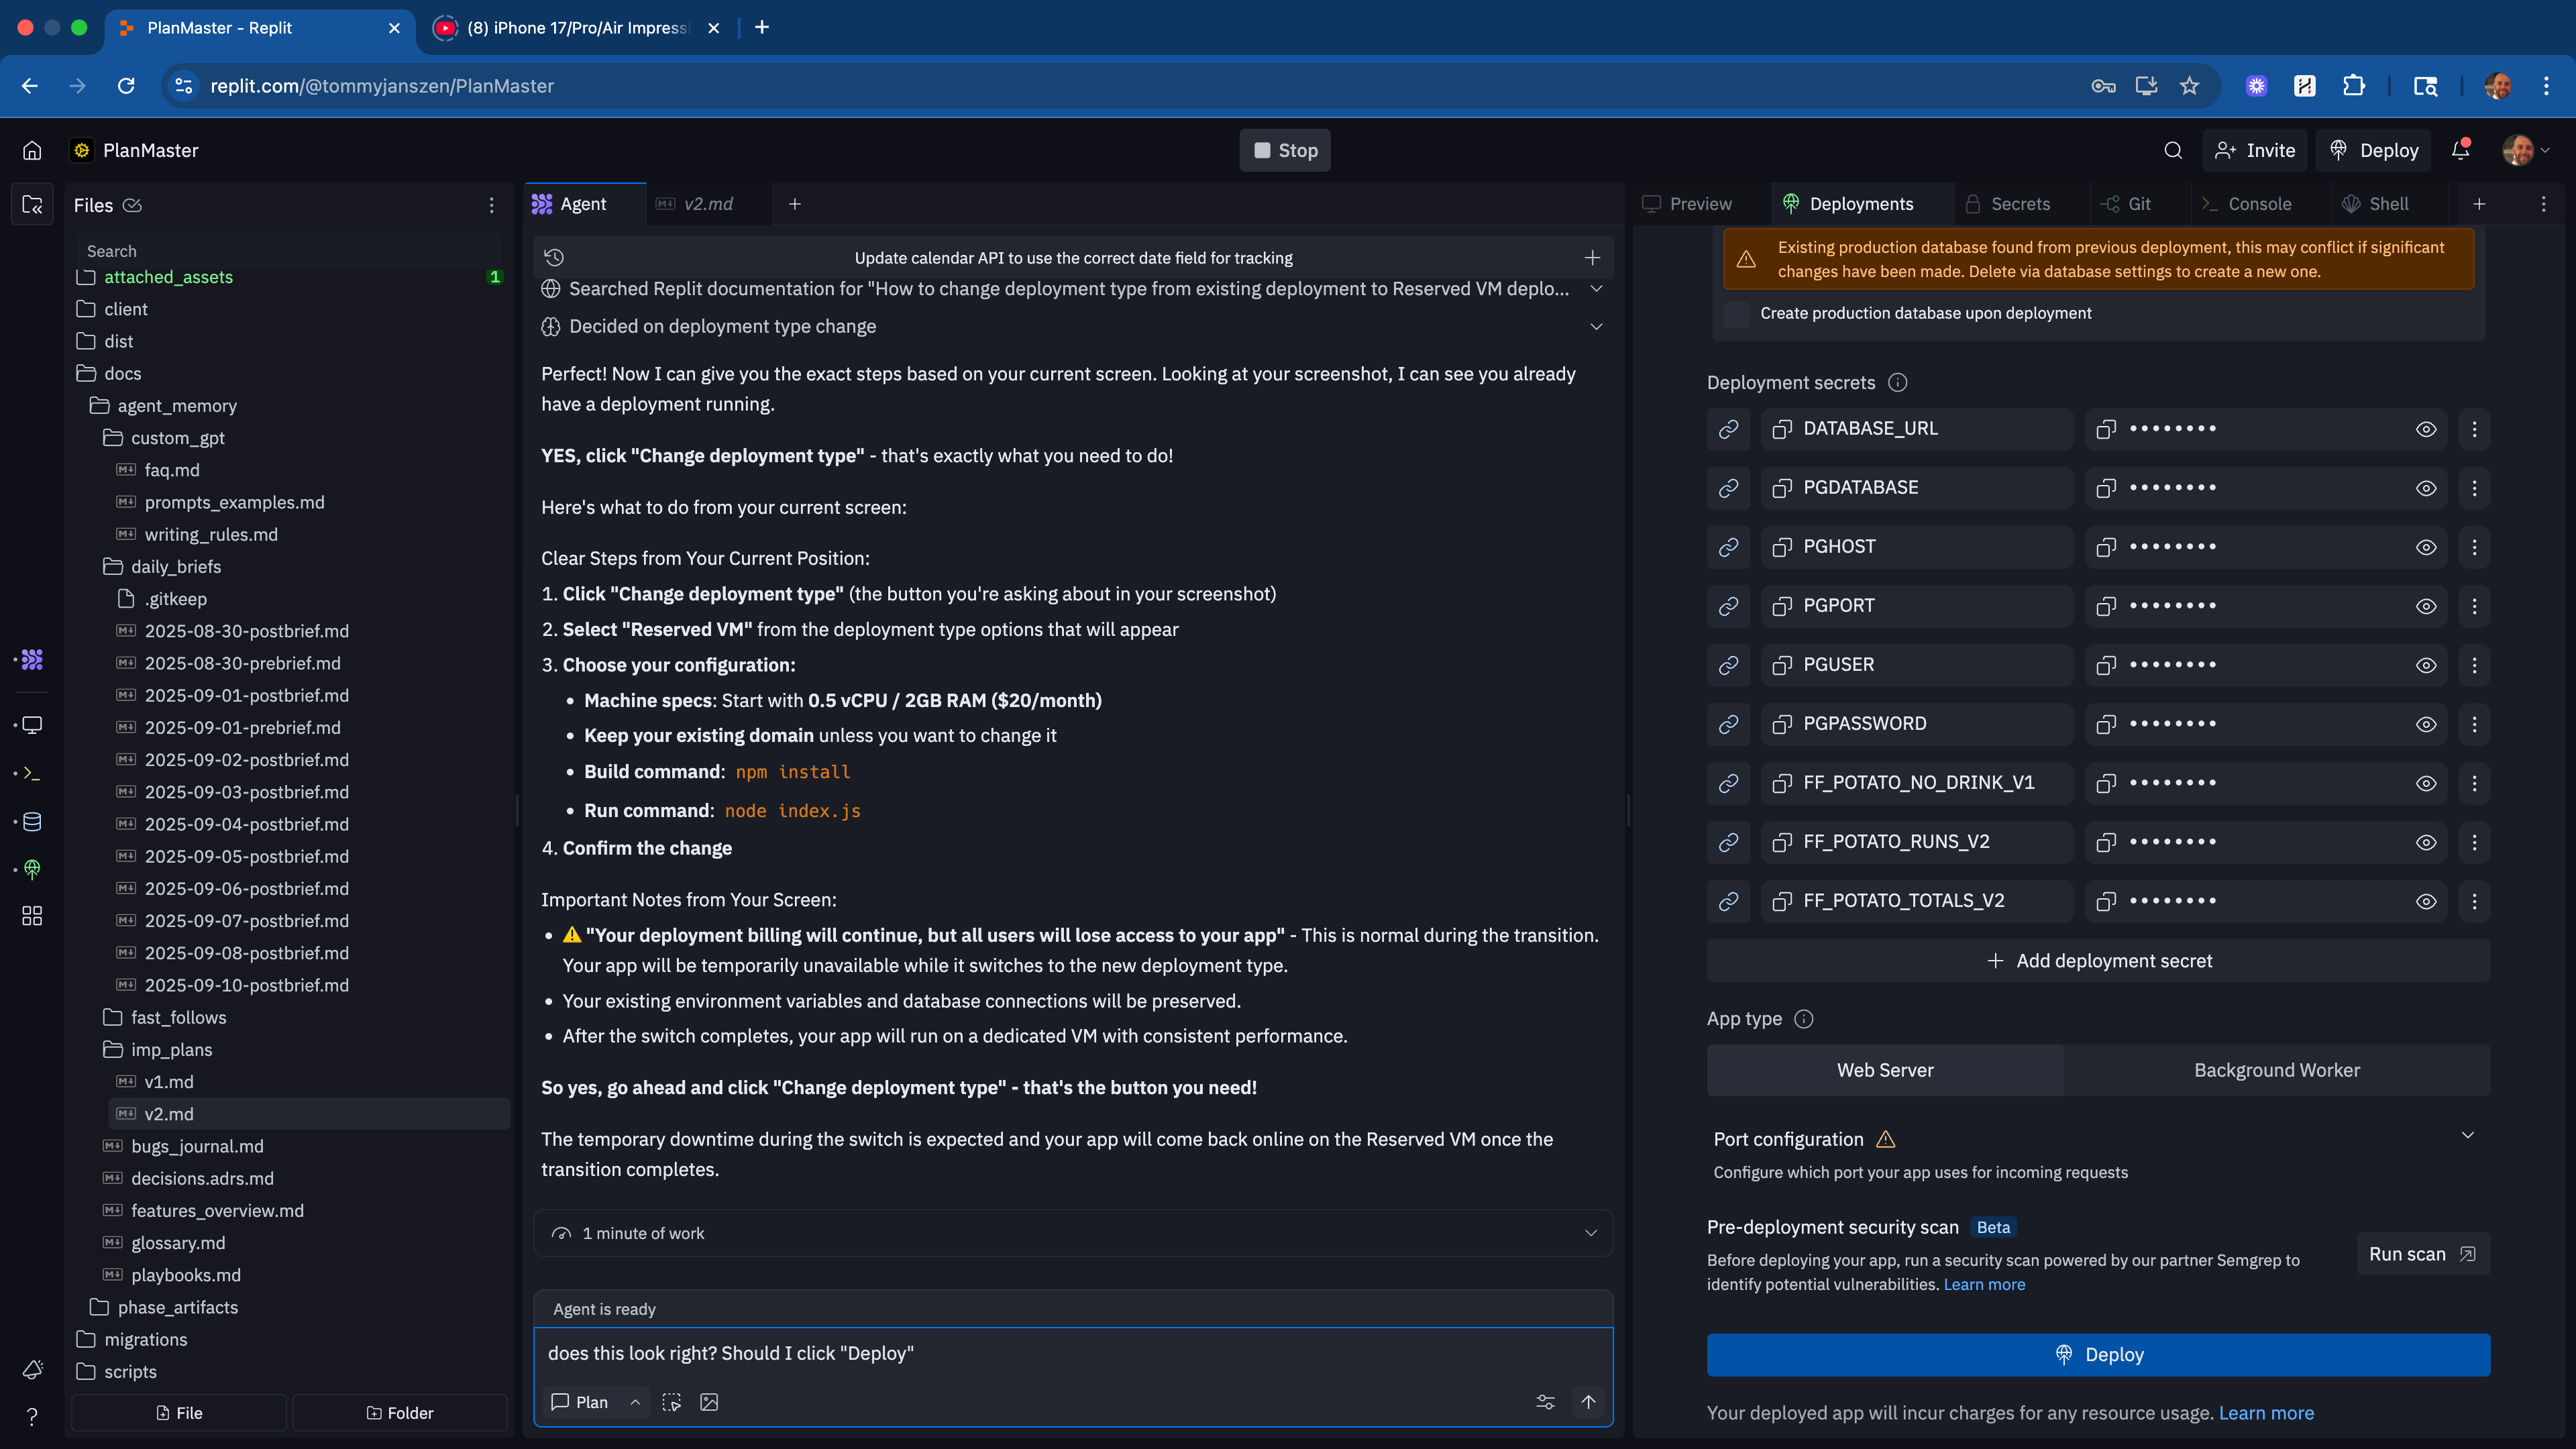 PlanMaster - Replit
(8) iPhone 17/Pro/Air Impressi
replit.com/@tommyjanszen/PlanMaster
PlanMaster
Stop
Invite
Deploy
Files
Search
attached_assets
1
client
dist
docs
agent_memory
custom_gpt
faq.md
prompts_examples.md
writing_rules.md
daily_briefs
.gitkeep
2025-08-30-postbrief.md
2025-08-30-prebrief.md
2025-09-01-postbrief.md
2025-09-01-prebrief.md
2025-09-02-postbrief.md
2025-09-03-postbrief.md
2025-09-04-postbrief.md
2025-09-05-postbrief.md
2025-09-06-postbrief.md
2025-09-07-postbrief.md
2025-09-08-postbrief.md
2025-09-10-postbrief.md
fast_follows
imp_plans
v1.md
v2.md
bugs_journal.md
decisions.adrs.md
features_overview.md
glossary.md
playbooks.md
phase_artifacts
migrations
scripts
File
Folder
Agent
v2.md
Update calendar API to use the correct date field for tracking
Searched Replit documentation for "How to change deployment type from existing deployment to Reserved VM deplo...
Decided on deployment type change
Perfect! Now I can give you the exact steps based on your current screen. Looking at your screenshot, I can see you already
have a deployment running.
YES, click "Change deployment type" - that's exactly what you need to do!
Here's what to do from your current screen:
Clear Steps from Your Current Position:
1. Click "Change deployment type" (the button you're asking about in your screenshot)
2. Select "Reserved VM" from the deployment type options that will appear
3. Choose your configuration:
• Machine specs: Start with 0.5 vCPU / 2GB RAM ($20/month)
• Keep your existing domain unless you want to change it
• Build command: npm install
• Run command: node index.js
4. Confirm the change
Important Notes from Your Screen:
• ⚠️ "Your deployment billing will continue, but all users will lose access to your app" - This is normal during the transition.
Your app will be temporarily unavailable while it switches to the new deployment type.
• Your existing environment variables and database connections will be preserved.
• After the switch completes, your app will run on a dedicated VM with consistent performance.
So yes, go ahead and click "Change deployment type" - that's the button you need!
The temporary downtime during the switch is expected and your app will come back online on the Reserved VM once the
transition completes.
1 minute of work
Agent is ready
does this look right? Should I click "Deploy"
Plan
Preview
Deployments
Secrets
Git
Console
Shell
Existing production database found from previous deployment, this may conflict if significant
changes have been made. Delete via database settings to create a new one.
Create production database upon deployment
Deployment secrets
DATABASE_URL ••••••••
PGDATABASE ••••••••
PGHOST ••••••••
PGPORT ••••••••
PGUSER ••••••••
PGPASSWORD ••••••••
FF_POTATO_NO_DRINK_V1 ••••••••
FF_POTATO_RUNS_V2 ••••••••
FF_POTATO_TOTALS_V2 ••••••••
Add deployment secret
App type
Web Server
Background Worker
Port configuration
Configure which port your app uses for incoming requests
Pre-deployment security scan Beta
Before deploying your app, run a security scan powered by our partner Semgrep to
identify potential vulnerabilities. Learn more
Run scan
Deploy
Your deployed app will incur charges for any resource usage. Learn more